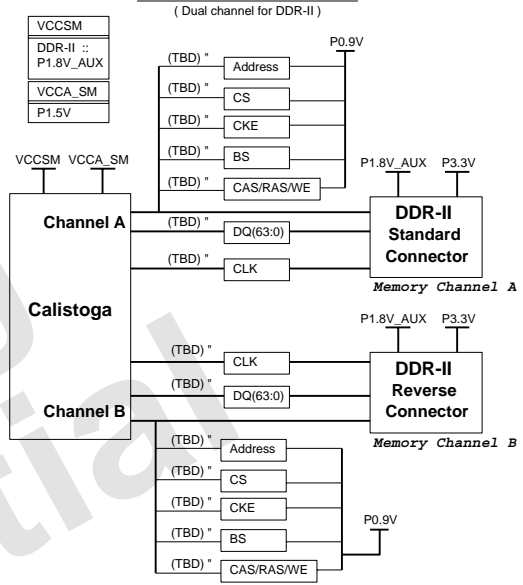 ( Dual channel for DDR-II )
VCCSM
DDR-II ::
P1.8V_AUX
VCCA_SM
P1.5V
P0.9V
(TBD) "
Address
(TBD) "
CS
(TBD) "
CKE
(TBD) "
BS
(TBD) "
CAS/RAS/WE
VCCSM VCCA_SM
P1.8V_AUX P3.3V
Channel A
(TBD) "
DQ(63:0)
(TBD) "
CLK
DDR-II
Standard
Connector
Memory Channel A
Calistoga
P1.8V_AUX P3.3V
(TBD) "
CLK
(TBD) "
DQ(63:0)
Channel B
DDR-II
Reverse
Connector
Memory Channel B
(TBD) "
Address
(TBD) "
CS
(TBD) "
CKE
(TBD) "
BS
(TBD) "
CAS/RAS/WE
P0.9V
tial